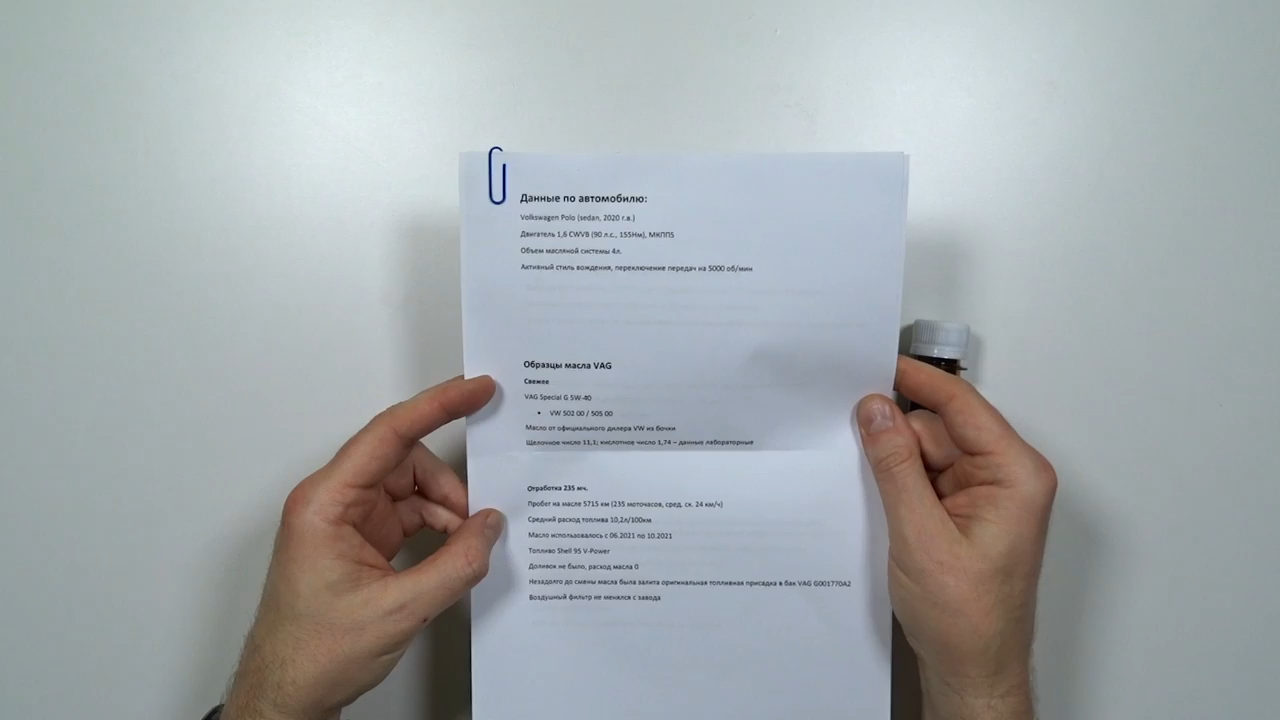 Данные по автомобилю:
Volkswagen Polo (sedan, 2020 г.в.)
Двигатель 1,6 CWVB (90 л.с., 155Нм), МКПП5
Объем масляной системы 4л.
Активный стиль вождения, переключение передач на 5000 об/мин
Образцы масла VAG
Свежее
VAG Special G 5W-40
• VW 502 00 / 505 00
Масло от официального дилера VW из бочки
Щелочное число 11,1; кислотное число 1,74 – данные лабораторные
Отработка 235 мч.
Пробег на масле 5715 км (235 моточасов, сред. ск. 24 км/ч)
Средний расход топлива 10,2л/100км
Масло использовалось с 06.2021 по 10.2021
Топливо Shell 95 V-Power
Доливок не было, расход масла 0
Незадолго до смены масла была залита оригинальная топливная присадка в бак VAG G001770A2
Воздушный фильтр не менялся с завода